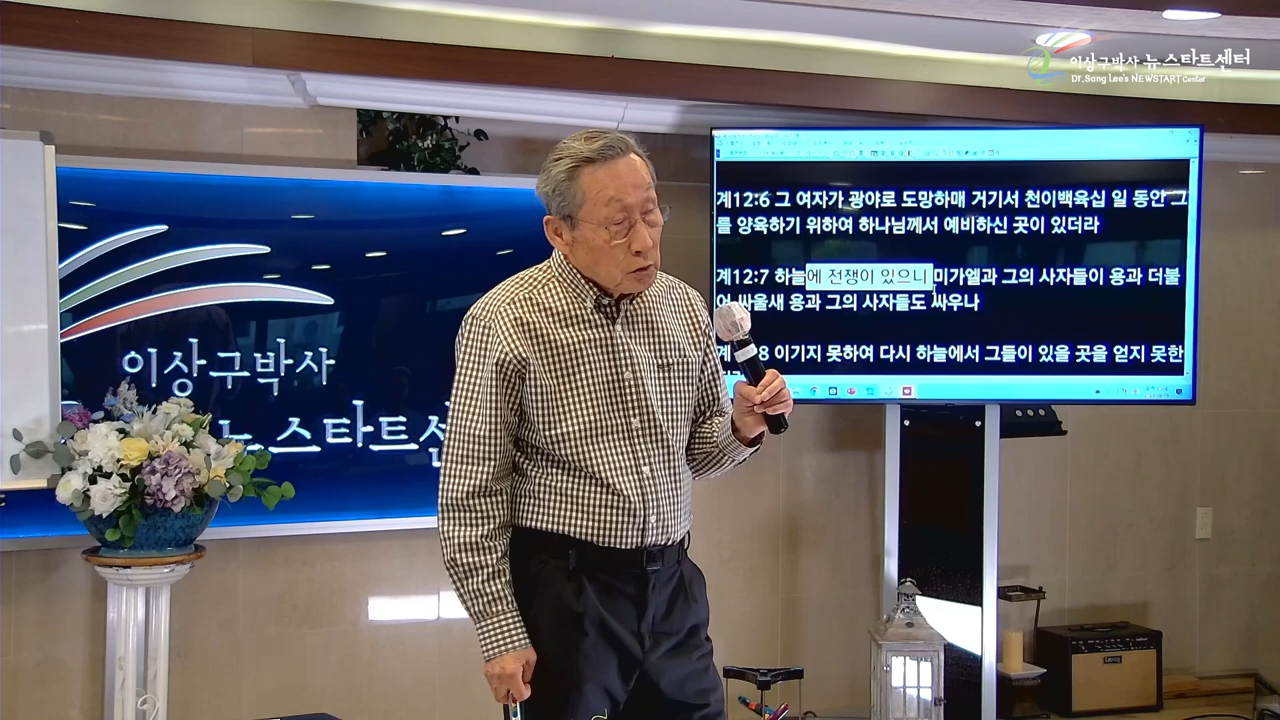 이상구박사 뉴스타트센터
Dr. Sang Lee's NEWSTART Center
계12:6 그 여자가 광야로 도망하매 거기서 천이백육십 일 동안 그
를 양육하기 위하여 하나님께서 예비하신 곳이 있더라
계12:7 하늘에 전쟁이 있으니 미가엘과 그의 사자들이 용과 더불
어 싸울새 용과 그의 사자들도 싸우나
계 8 이기지 못하여 다시 하늘에서 그들이 있을 곳을 얻지 못한
이상구박사
뉴스타트센
Laney